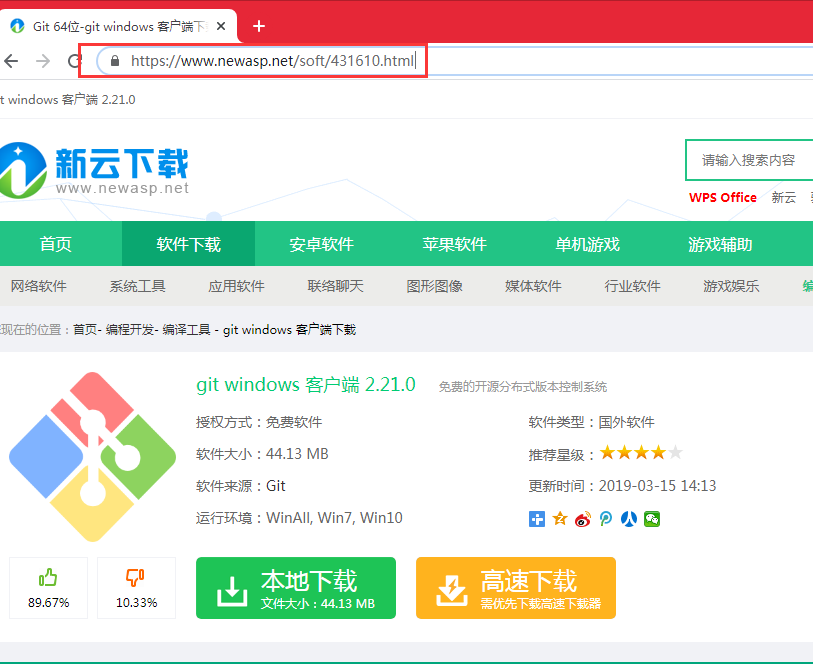 Git 64位-git windows 客户端下
https://www.newasp.net/soft/431610.html
t windows 客户端 2.21.0
新云下载
www.newasp.net
请输入搜索内容
WPS Office 新云
首页 软件下载 安卓软件 苹果软件 单机游戏 游戏辅助
网络软件 系统工具 应用软件 联络聊天 图形图像 媒体软件 行业软件 游戏娱乐 编
现在的位置：首页- 编程开发- 编译工具 - git windows 客户端下载
git windows 客户端 2.21.0 免费的开源分布式版本控制系统
授权方式：免费软件 软件类型：国外软件
软件大小：44.13 MB 推荐星级：
软件来源：Git 更新时间：2019-03-15 14:13
运行环境：WinAll, Win7, Win10
89.67% 10.33%
本地下载 高速下载
文件大小：44.13 MB 需优先下载高速下载器